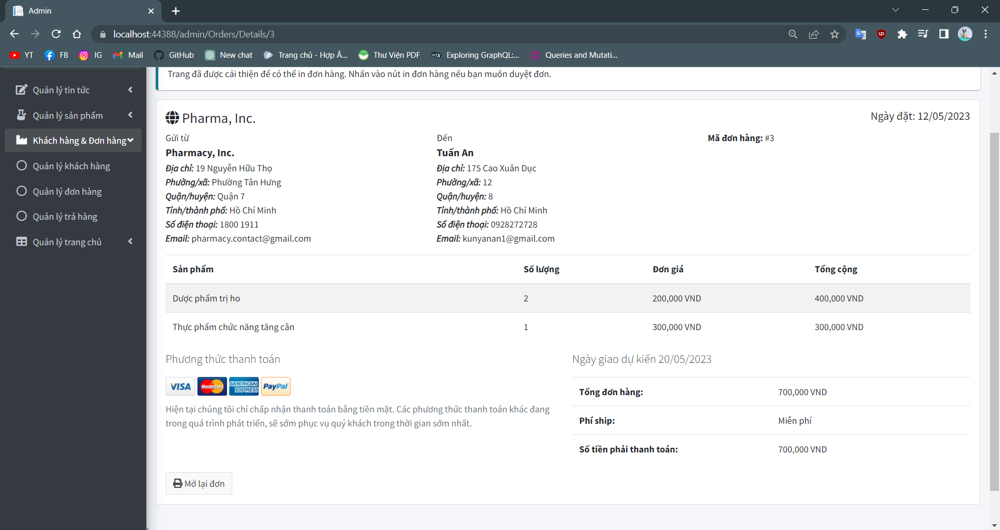 Admin
localhost:44388/admin/Orders/Details/3
YT FB IG Mail GitHub New chat Trang chủ - Hợp Â... Thư Viện PDF edX Exploring GraphQL:... Queries and Mutati...
Quản lý tin tức
Quản lý sản phẩm
Khách hàng & Đơn hàng
Quản lý khách hàng
Quản lý đơn hàng
Quản lý trả hàng
Quản lý trang chủ
Trang đã được cải thiện để có thể in đơn hàng. Nhấn vào nút in đơn hàng nếu bạn muốn duyệt đơn.
Pharma, Inc.
Ngày đặt: 12/05/2023
Gửi từ
Pharmacy, Inc.
Địa chỉ: 19 Nguyễn Hữu Thọ
Phường/xã: Phường Tân Hưng
Quận/huyện: Quận 7
Tỉnh/thành phố: Hồ Chí Minh
Số điện thoại: 1800 1911
Email: pharmacy.contact@gmail.com
Đến
Tuấn An
Địa chỉ: 175 Cao Xuân Dục
Phường/xã: 12
Quận/huyện: 8
Tỉnh/thành phố: Hồ Chí Minh
Số điện thoại: 0928272728
Email: kunyanan1@gmail.com
Mã đơn hàng: #3
Sản phẩm Số lượng Đơn giá Tổng cộng
Dược phẩm trị ho 2 200,000 VND 400,000 VND
Thực phẩm chức năng tăng cân 1 300,000 VND 300,000 VND
Phương thức thanh toán
VISA MasterCard AMERICAN EXPRESS PayPal
Hiện tại chúng tôi chỉ chấp nhận thanh toán bằng tiền mặt. Các phương thức thanh toán khác đang
trong quá trình phát triển, sẽ sớm phục vụ quý khách trong thời gian sớm nhất.
Ngày giao dự kiến 20/05/2023
Tổng đơn hàng: 700,000 VND
Phí ship: Miễn phí
Số tiền phải thanh toán: 700,000 VND
Mở lại đơn